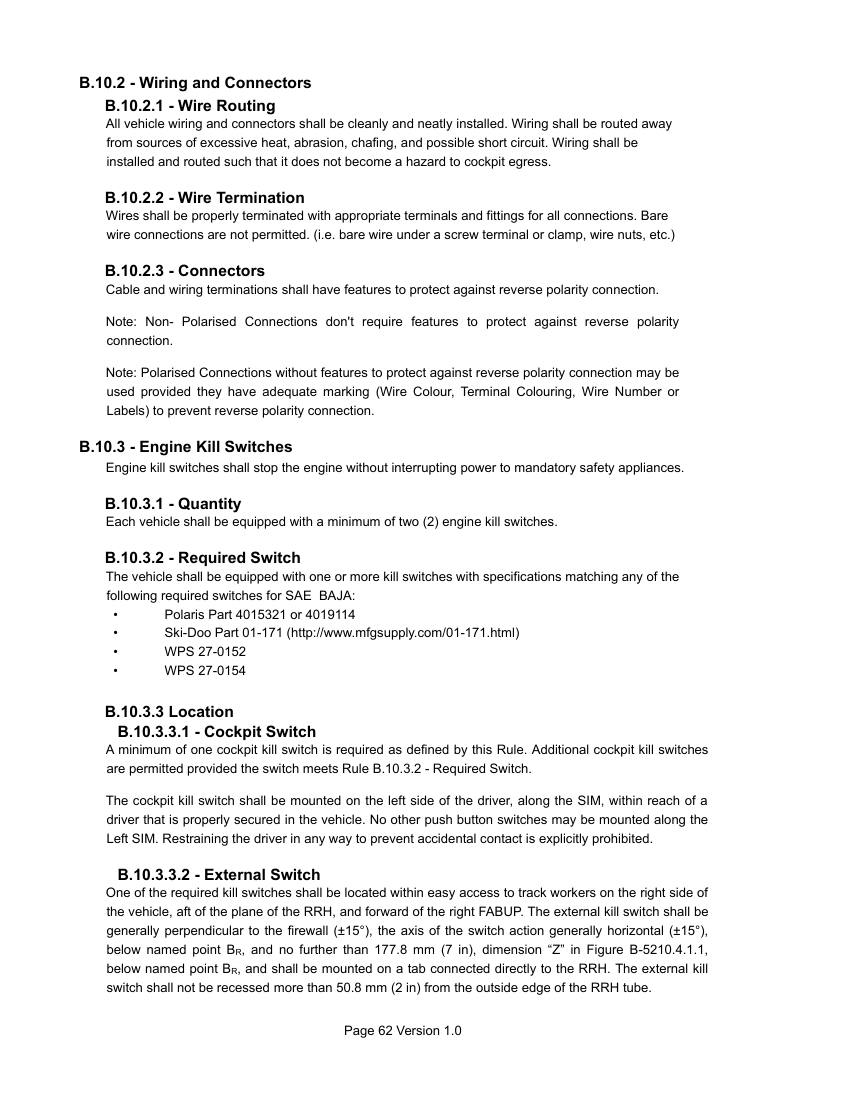 B.10.2 - Wiring and Connectors
B.10.2.1 - Wire Routing
All vehicle wiring and connectors shall be cleanly and neatly installed. Wiring shall be routed away
from sources of excessive heat, abrasion, chafing, and possible short circuit. Wiring shall be
installed and routed such that it does not become a hazard to cockpit egress.
B.10.2.2 - Wire Termination
Wires shall be properly terminated with appropriate terminals and fittings for all connections. Bare
wire connections are not permitted. (i.e. bare wire under a screw terminal or clamp, wire nuts, etc.)
B.10.2.3 - Connectors
Cable and wiring terminations shall have features to protect against reverse polarity connection.
Note: Non- Polarised Connections don't require features to protect against reverse polarity
connection.
Note: Polarised Connections without features to protect against reverse polarity connection may be
used provided they have adequate marking (Wire Colour, Terminal Colouring, Wire Number or
Labels) to prevent reverse polarity connection.
B.10.3 - Engine Kill Switches
Engine kill switches shall stop the engine without interrupting power to mandatory safety appliances.
B.10.3.1 - Quantity
Each vehicle shall be equipped with a minimum of two (2) engine kill switches.
B.10.3.2 - Required Switch
The vehicle shall be equipped with one or more kill switches with specifications matching any of the
following required switches for SAE  BAJA:
• Polaris Part 4015321 or 4019114
• Ski-Doo Part 01-171 (http://www.mfgsupply.com/01-171.html)
• WPS 27-0152
• WPS 27-0154
B.10.3.3 Location
B.10.3.3.1 - Cockpit Switch
A minimum of one cockpit kill switch is required as defined by this Rule. Additional cockpit kill switches
are permitted provided the switch meets Rule B.10.3.2 - Required Switch.
The cockpit kill switch shall be mounted on the left side of the driver, along the SIM, within reach of a
driver that is properly secured in the vehicle. No other push button switches may be mounted along the
Left SIM. Restraining the driver in any way to prevent accidental contact is explicitly prohibited.
B.10.3.3.2 - External Switch
One of the required kill switches shall be located within easy access to track workers on the right side of
the vehicle, aft of the plane of the RRH, and forward of the right FABUP. The external kill switch shall be
generally perpendicular to the firewall (±15°), the axis of the switch action generally horizontal (±15°),
below named point BR, and no further than 177.8 mm (7 in), dimension “Z” in Figure B-5210.4.1.1,
below named point BR, and shall be mounted on a tab connected directly to the RRH. The external kill
switch shall not be recessed more than 50.8 mm (2 in) from the outside edge of the RRH tube.
Page 62 Version 1.0